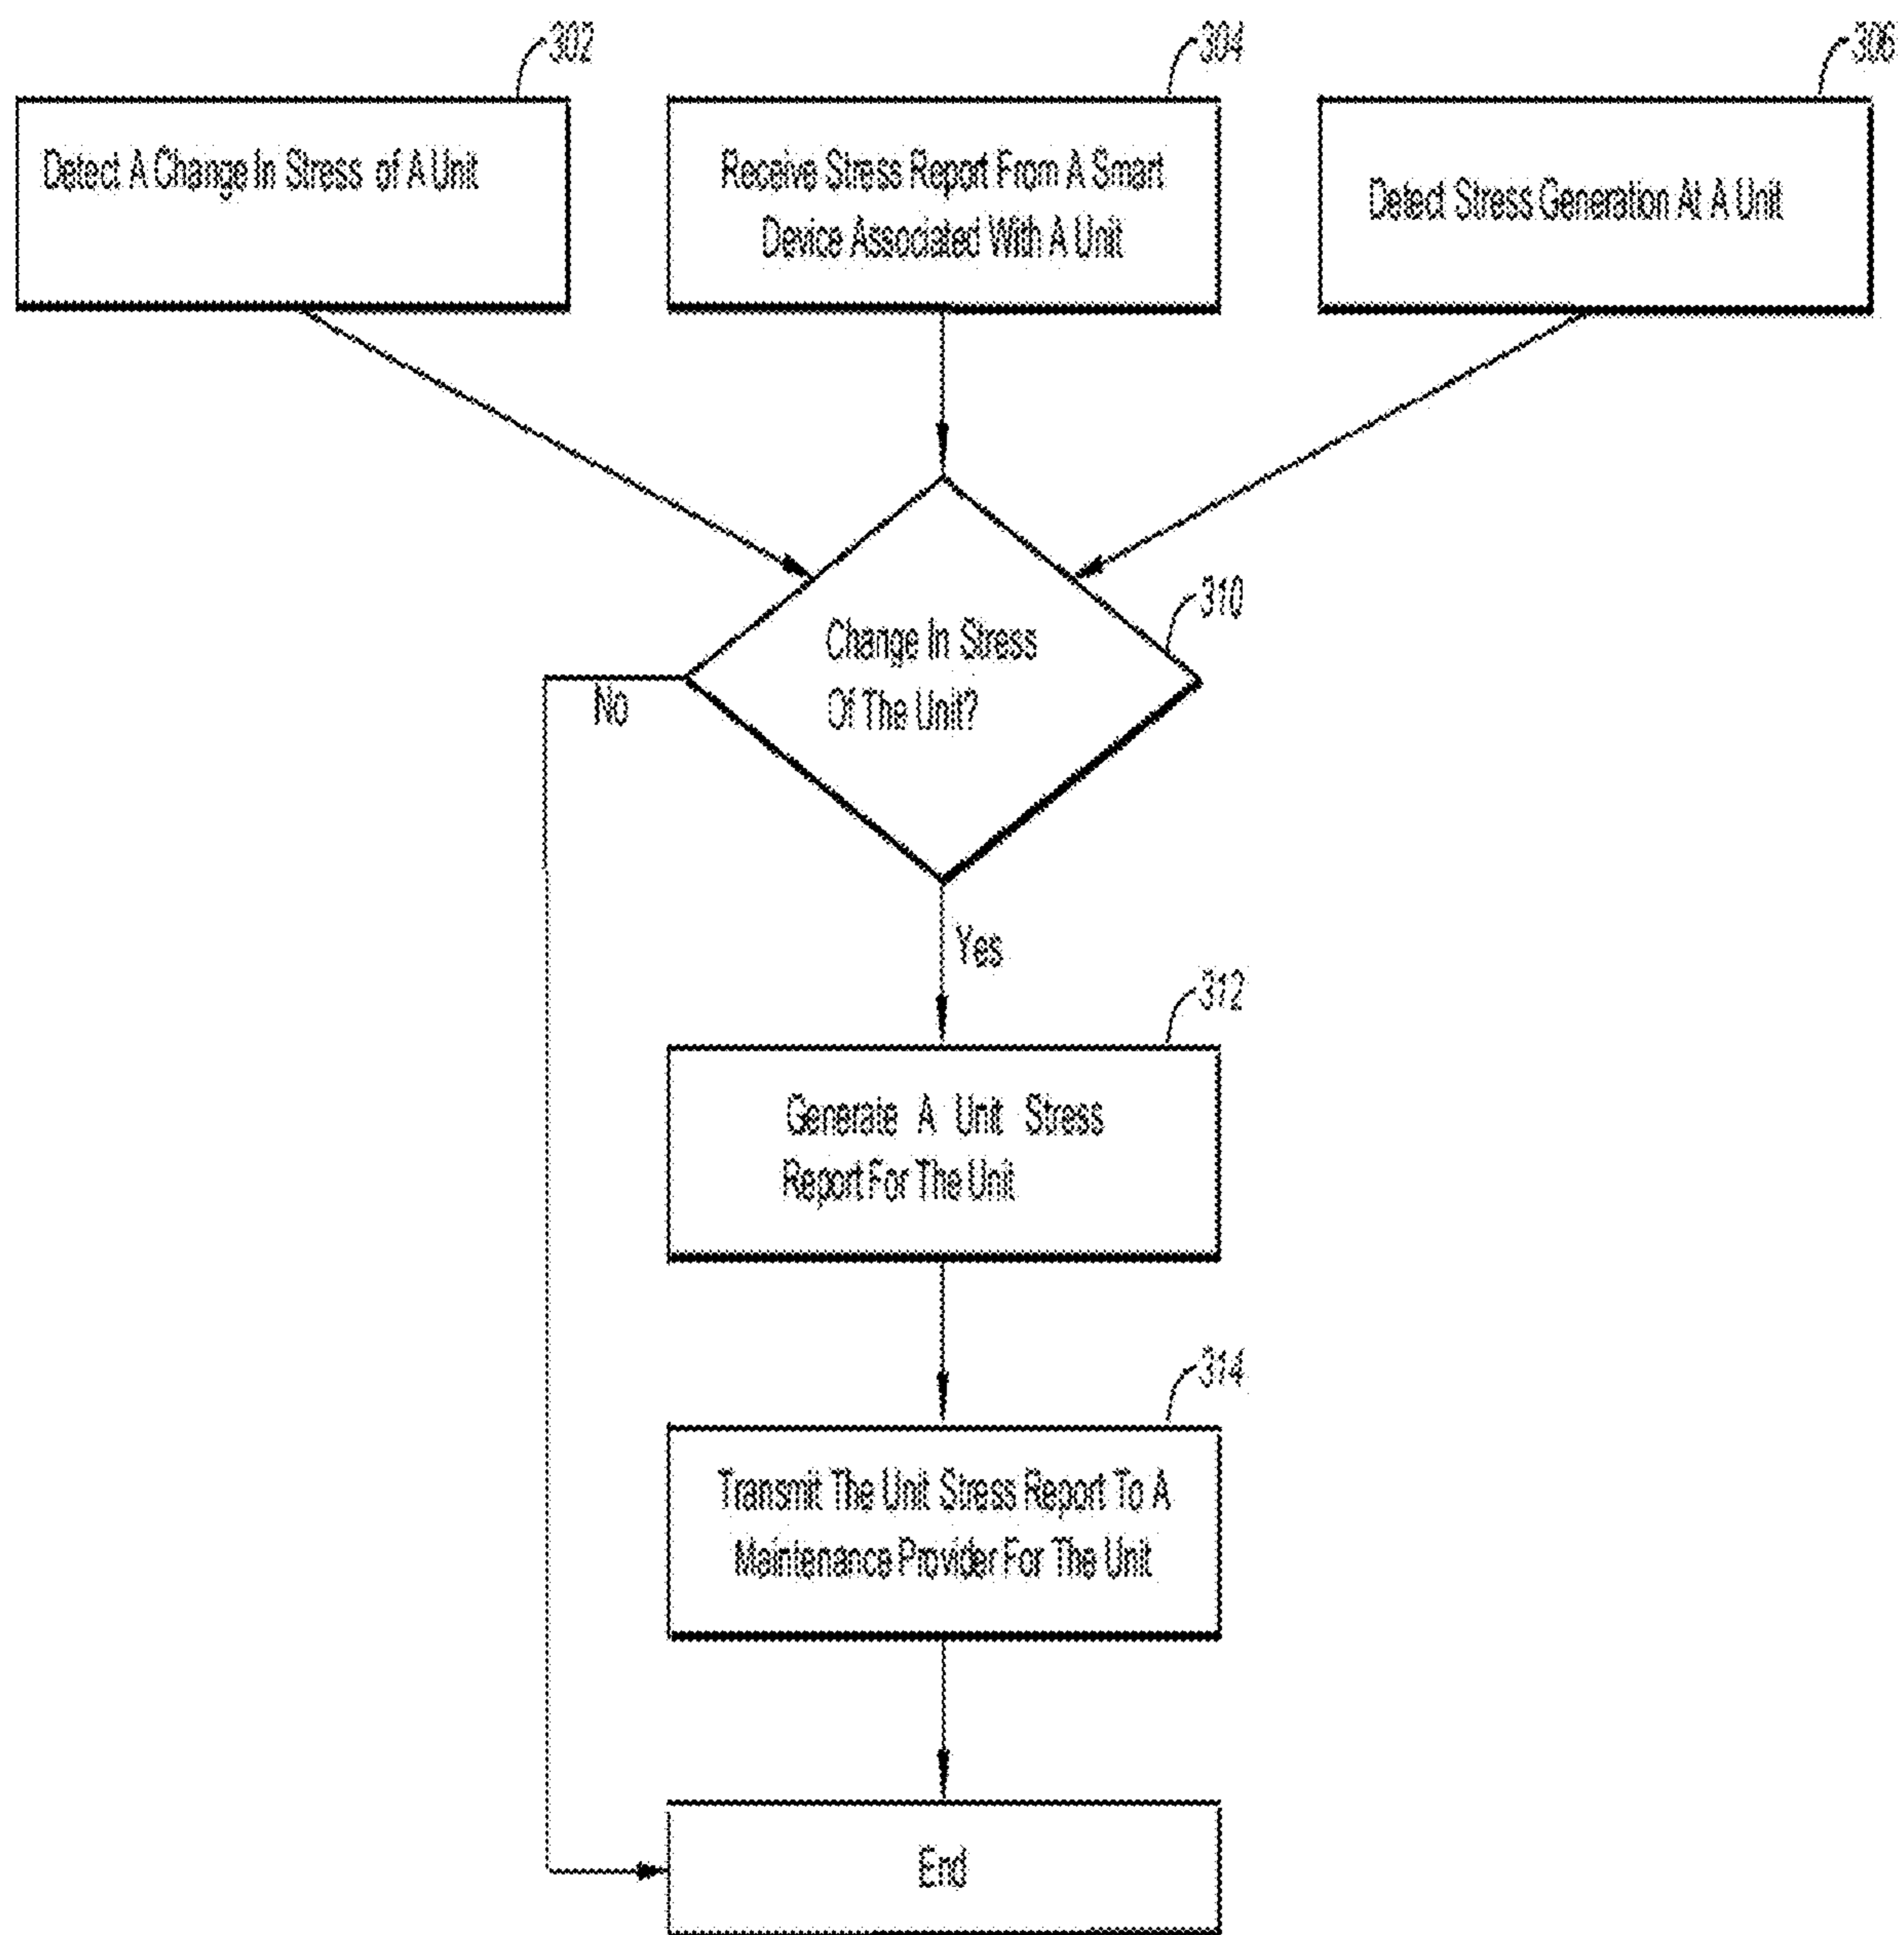 302
304
306
Detect A Change In Stress of A Unit
Receive Stress Report From A Smart
Device Associated With A Unit
Detect Stress Generation At A Unit
310
Change In Stress
Of The Unit?
No
Yes
312
Generate A Unit Stress
Report For The Unit
314
Transmit The Unit Stress Report To A
Maintenance Provider For The Unit
End